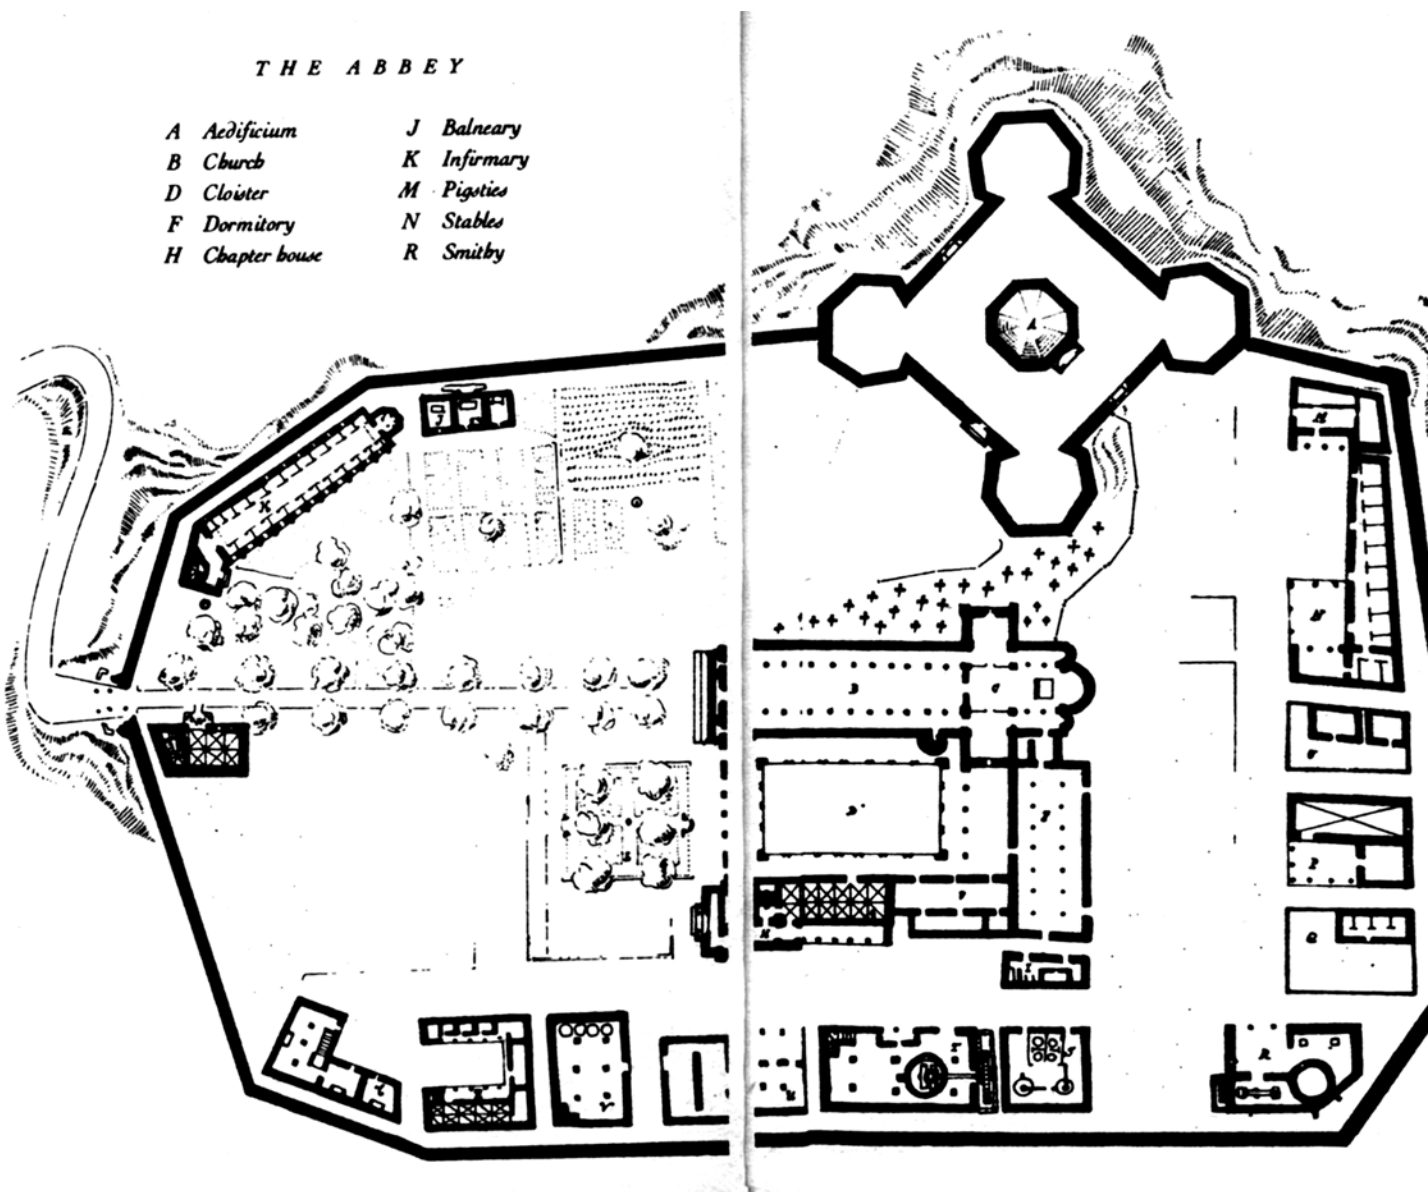 THE ABBEY
A Aedificium
B Church
D Cloister
F Dormitory
H Chapter house
J Balneary
K Infirmary
M Pigsties
N Stables
R Smithy
A
K
J
M
N
B
D
F
P
R